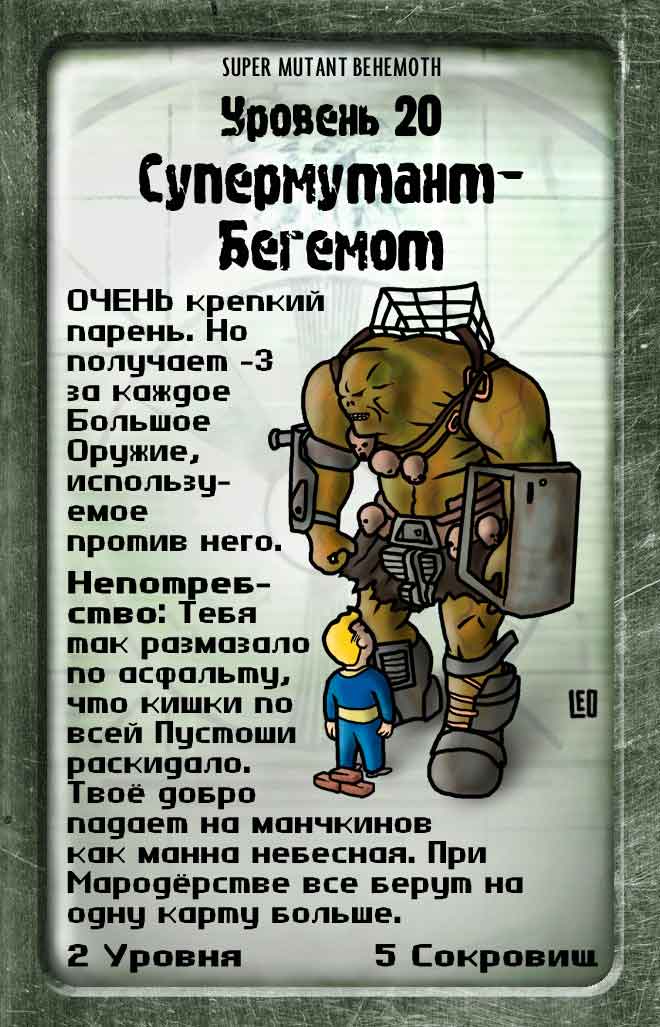 SUPER MUTANT BEHEMOTH
Уровень 20
Супермутант-
Бегемот
ОЧЕНЬ крепкий
парень. Но
получает -3
за каждое
Большое
Оружие,
использу-
емое
против него.
Непотреб-
ство: Тебя
так размазало
по асфальту,
что кишки по
всей Пустоши
раскидало.
Твоё добро
падает на манчкинов
как манна небесная. При
Мародёрстве все берут на
одну карту больше.
LEO
2 Уровня 5 Сокровищ